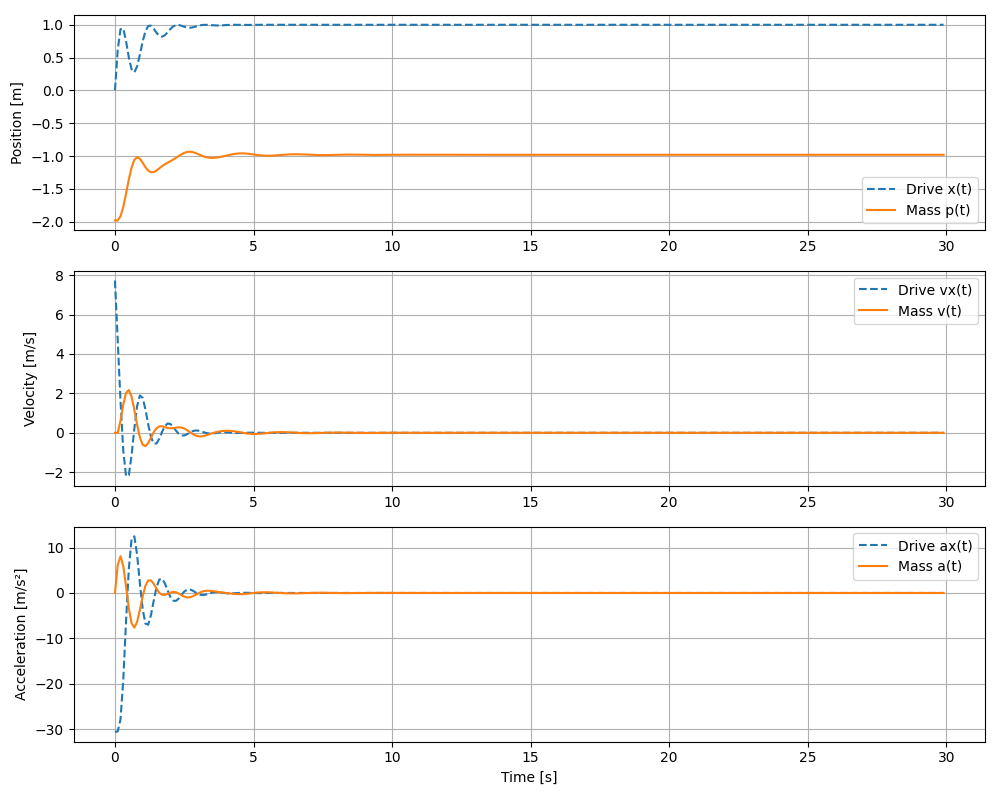 Position [m]
1.0
0.5
0.0
−0.5
−1.0
−1.5
−2.0
Drive x(t)
Mass p(t)
0 5 10 15 20 25 30
Velocity [m/s]
8
6
4
2
0
−2
Drive vx(t)
Mass v(t)
0 5 10 15 20 25 30
Acceleration [m/s²]
10
0
−10
−20
−30
Drive ax(t)
Mass a(t)
0 5 10 15 20 25 30
Time [s]